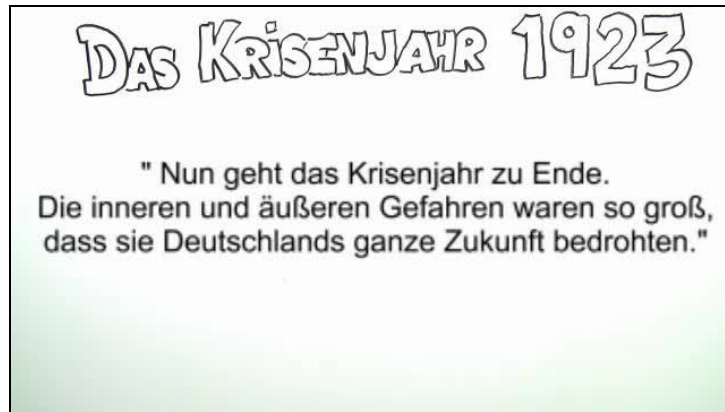 DAS KRISENJAHR 1923
" Nun geht das Krisenjahr zu Ende.
Die inneren und äußeren Gefahren waren so groß,
dass sie Deutschlands ganze Zukunft bedrohten."